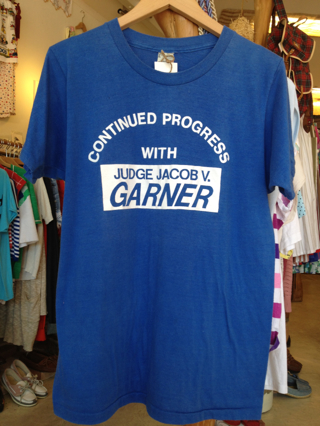 CONTINUED PROGRESS
WITH
JUDGE JACOB V.
GARNER